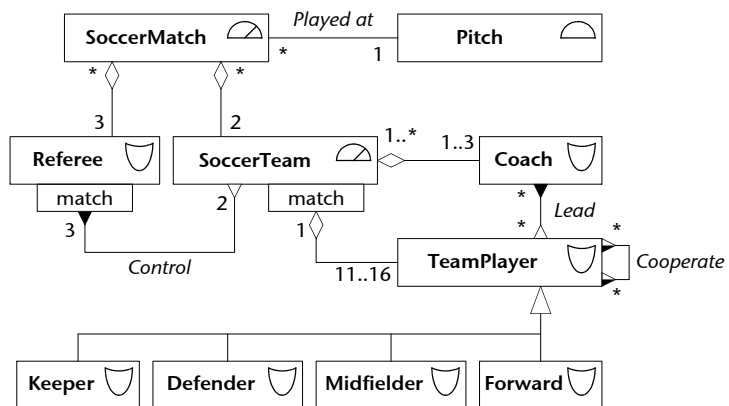 Played at
SoccerMatch
Pitch
* 1
* *
3 2
1..* 1..3
Referee
SoccerTeam
Coach
match
match
2
*
Lead
3
1
* *
TeamPlayer
Cooperate
Control
11..16
*
Keeper
Defender
Midfielder
Forward